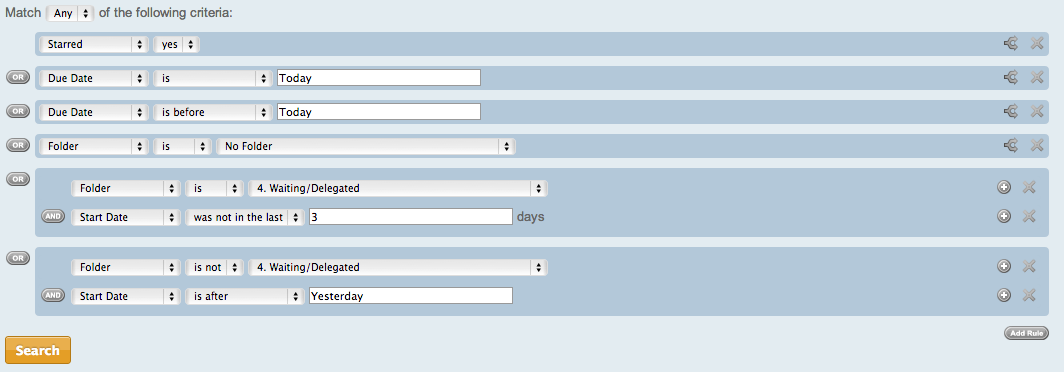 Match Any of the following criteria:
Starred yes
OR Due Date is Today
OR Due Date is before Today
OR Folder is No Folder
OR
Folder is 4. Waiting/Delegated
AND Start Date was not in the last 3 days
OR
Folder is not 4. Waiting/Delegated
AND Start Date is after Yesterday
Add Rule
Search